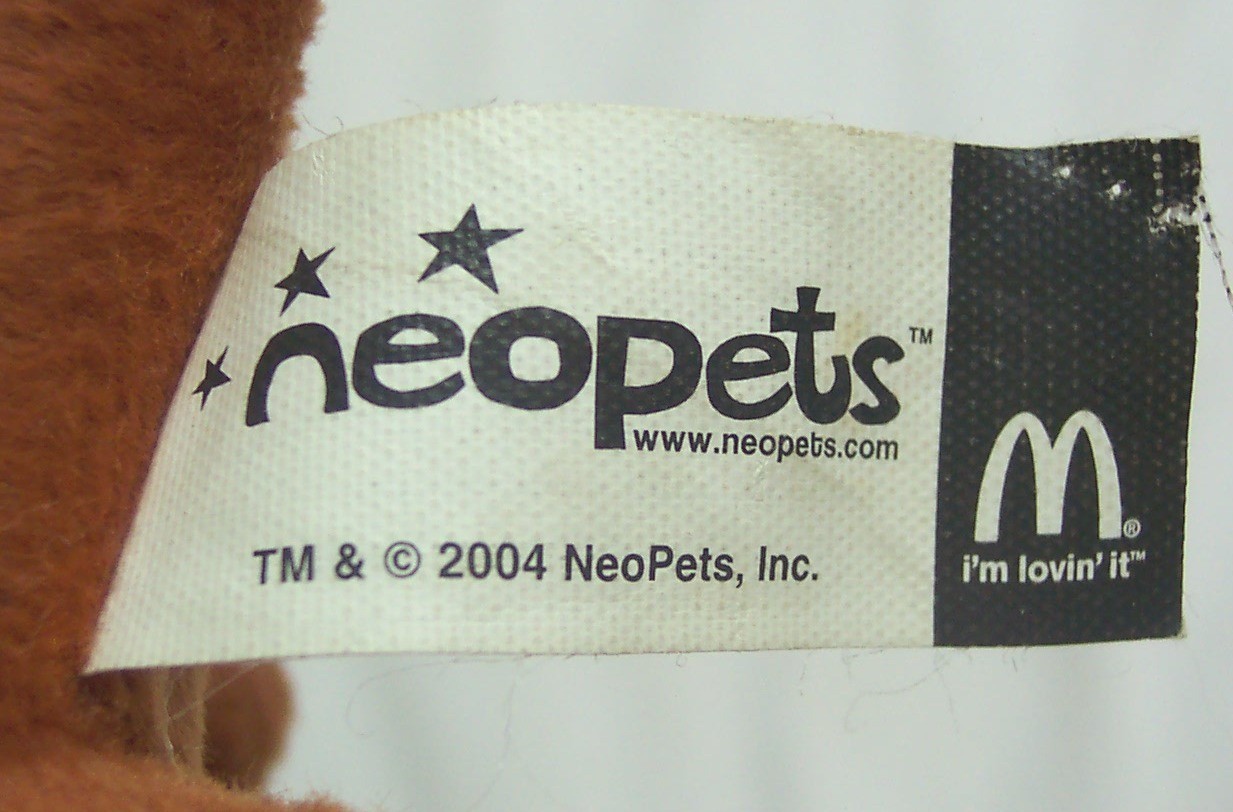 neopets™
www.neopets.com
TM & © 2004 NeoPets, Inc.
M®
i'm lovin' it™